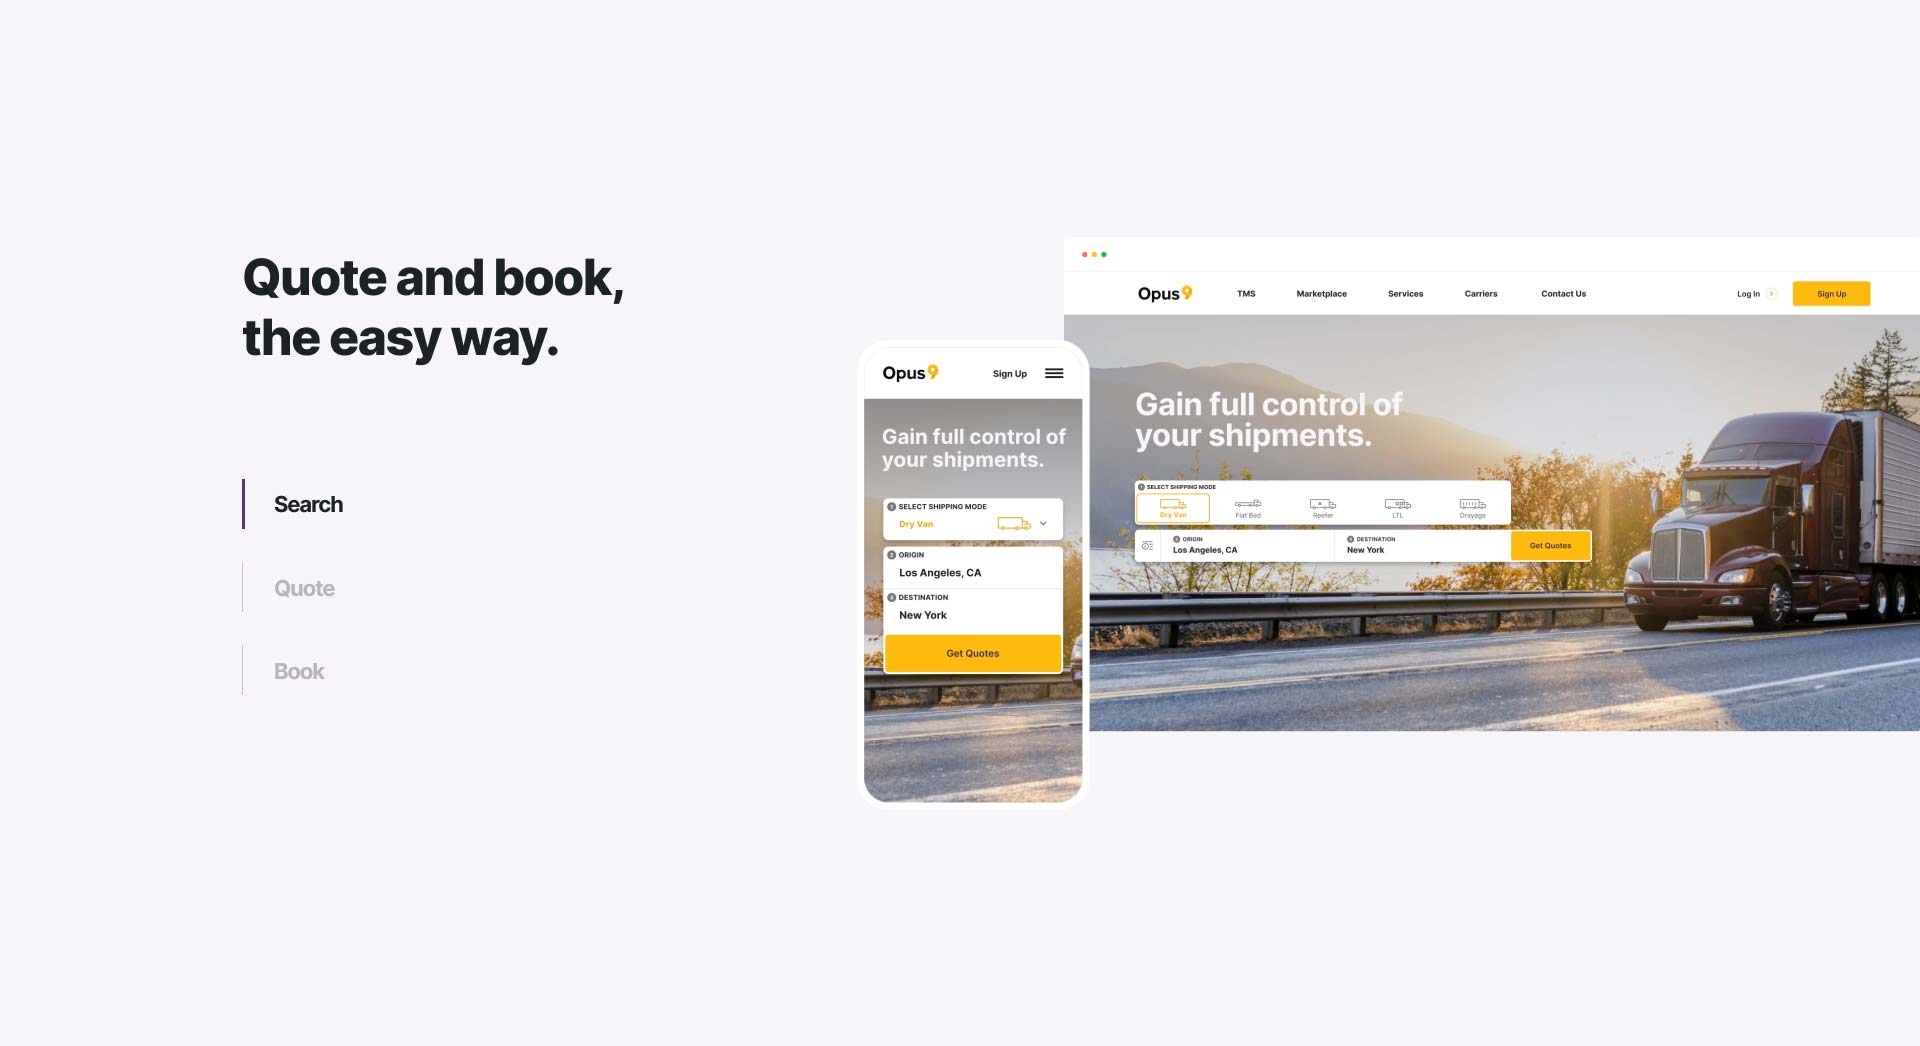 Quote and book,
the easy way.
Search
Quote
Book
Opus9
Sign Up
Gain full control of
your shipments.
1 SELECT SHIPPING MODE
Dry Van
2 ORIGIN
Los Angeles, CA
3 DESTINATION
New York
Get Quotes
Opus9
TMS
Marketplace
Services
Carriers
Contact Us
Log In
Sign Up
Gain full control of
your shipments.
1 SELECT SHIPPING MODE
Dry Van
Flat Bed
Reefer
LTL
Drayage
2 ORIGIN
Los Angeles, CA
3 DESTINATION
New York
Get Quotes